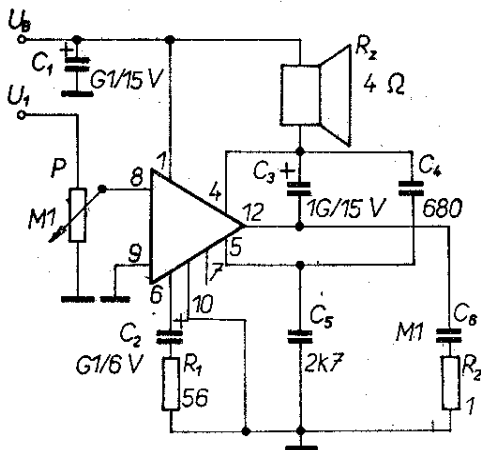 U_B
C_1
+
G1/15 V
U_1
P
M1
8
9
1
4
12
5
7
6
10
+
C_2
G1/6 V
R_1
56
R_z
4 Ω
C_3 +
1G/15 V
C_4
680
C_5
2k7
C_6
M1
R_2
1